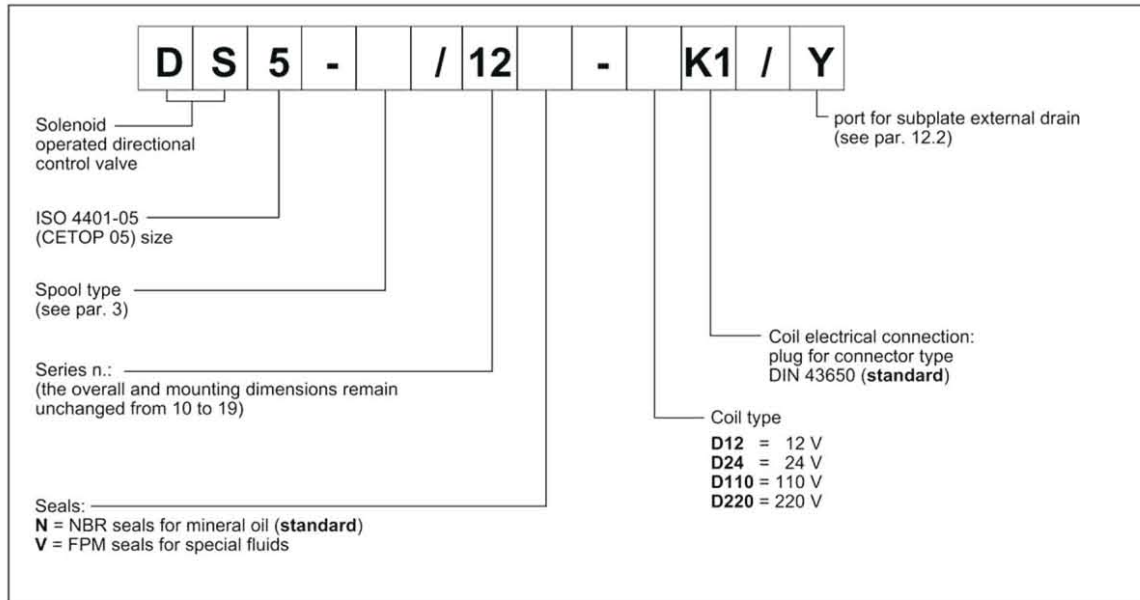 D S 5 - / 12 - K1 / Y
Solenoid
operated directional
control valve
port for subplate external drain
(see par. 12.2)
ISO 4401-05
(CETOP 05) size
Spool type
(see par. 3)
Coil electrical connection:
plug for connector type
DIN 43650 (standard)
Series n.:
(the overall and mounting dimensions remain
unchanged from 10 to 19)
Coil type
D12 = 12 V
D24 = 24 V
D110 = 110 V
D220 = 220 V
Seals:
N = NBR seals for mineral oil (standard)
V = FPM seals for special fluids